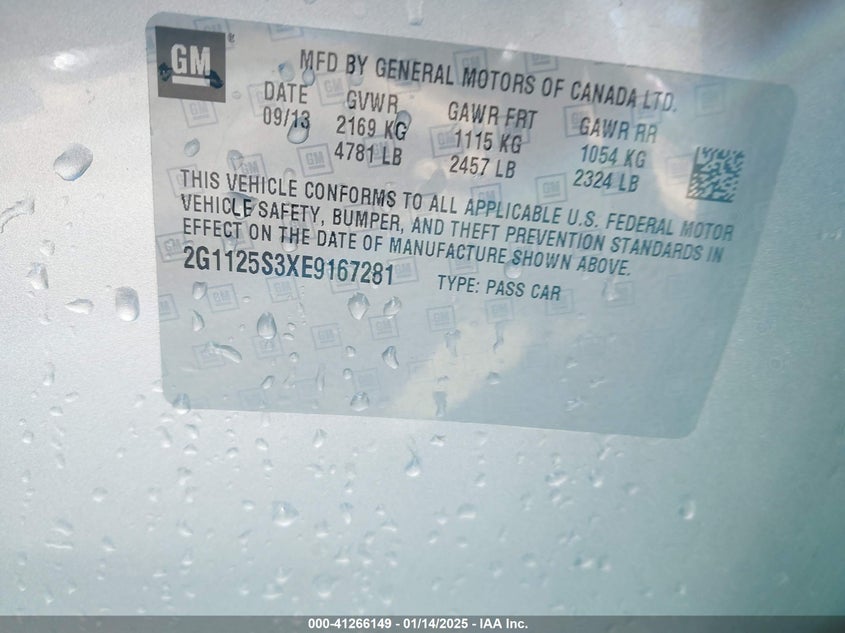 GM
MFD BY GENERAL MOTORS OF CANADA LTD.
DATE GVWR GAWR FRT GAWR RR
09/13 2169 KG 1115 KG 1054 KG
4781 LB 2457 LB 2324 LB
THIS VEHICLE CONFORMS TO ALL APPLICABLE U.S. FEDERAL MOTOR
VEHICLE SAFETY, BUMPER, AND THEFT PREVENTION STANDARDS IN
EFFECT ON THE DATE OF MANUFACTURE SHOWN ABOVE.
2G1125S3XE9167281 TYPE: PASS CAR
000-41266149 - 01/14/2025 - IAA Inc.